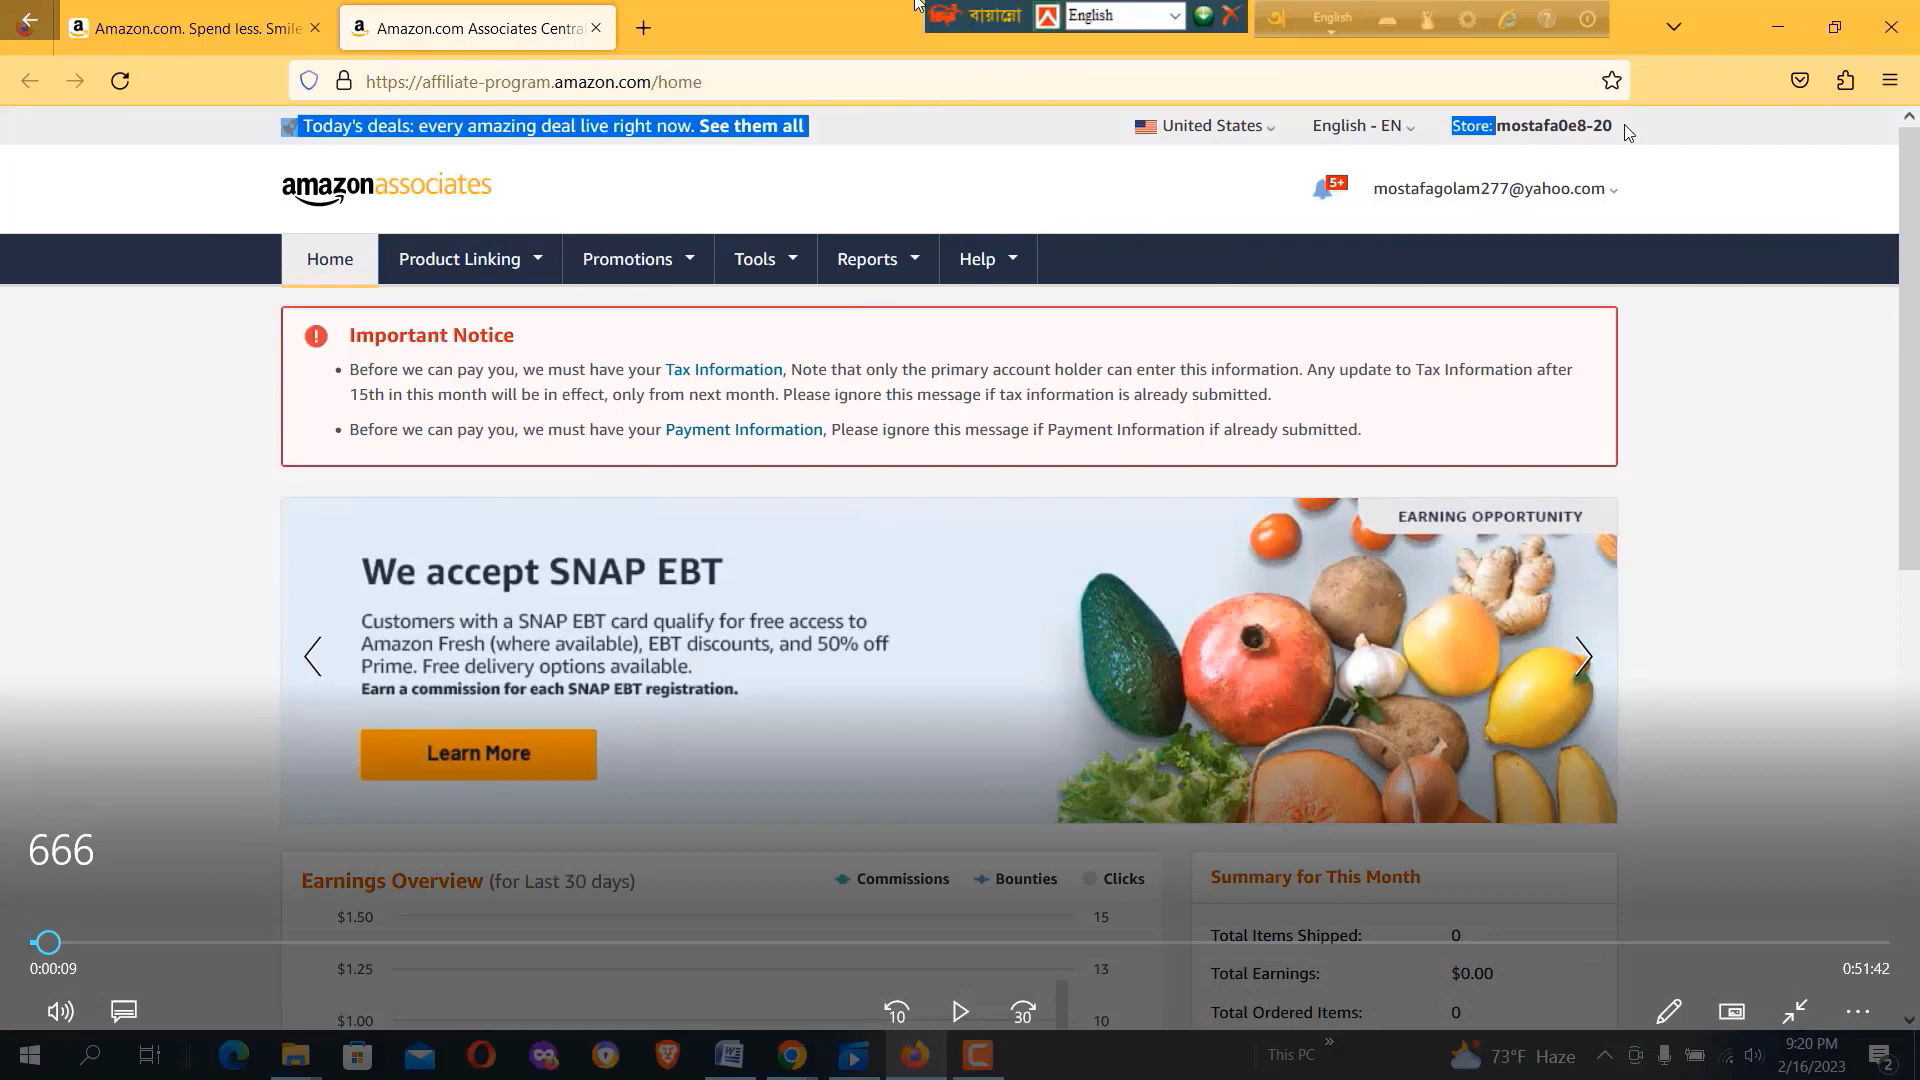 Amazon.com. Spend less. Smile
Amazon.com Associates Central
বায়ান্নো
English
English
https://affiliate-program.amazon.com/home
Today's deals: every amazing deal live right now. See them all
United States
English - EN
Store: mostafa0e8-20
amazonassociates
5+
mostafagolam277@yahoo.com
Home
Product Linking
Promotions
Tools
Reports
Help
Important Notice
• Before we can pay you, we must have your Tax Information, Note that only the primary account holder can enter this information. Any update to Tax Information after
15th in this month will be in effect, only from next month. Please ignore this message if tax information is already submitted.
• Before we can pay you, we must have your Payment Information, Please ignore this message if Payment Information if already submitted.
EARNING OPPORTUNITY
We accept SNAP EBT
Customers with a SNAP EBT card qualify for free access to
Amazon Fresh (where available), EBT discounts, and 50% off
Prime. Free delivery options available.
Earn a commission for each SNAP EBT registration.
Learn More
666
Earnings Overview (for Last 30 days)
Commissions
Bounties
Clicks
$1.50
15
$1.25
13
$1.00
10
Summary for This Month
Total Items Shipped: 0
Total Earnings: $0.00
Total Ordered Items: 0
0:00:09
0:51:42
10
30
This PC
73°F Haze
9:20 PM
2/16/2023
2